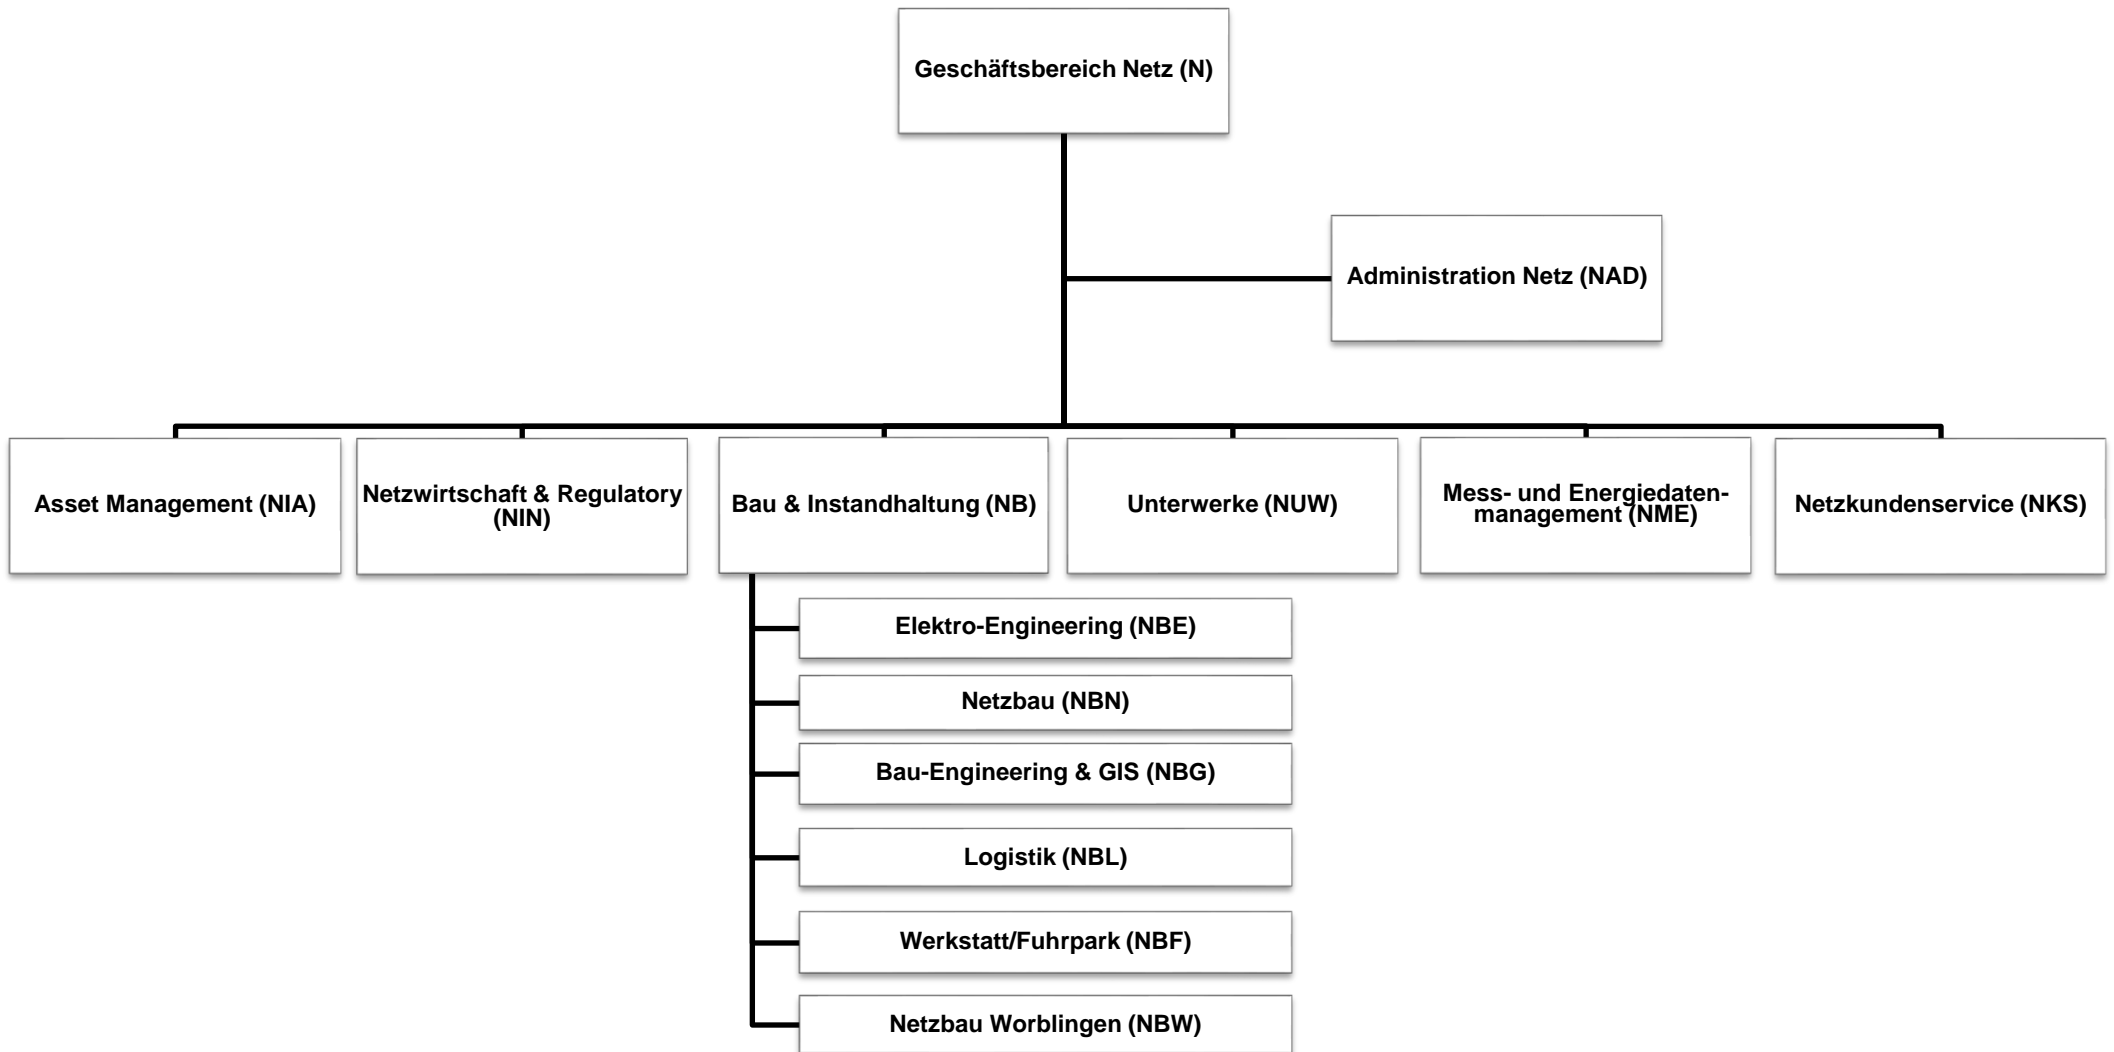 Geschäftsbereich Netz (N)
Administration Netz (NAD)
Asset Management (NIA)
Netzwirtschaft & Regulatory
(NIN)
Bau & Instandhaltung (NB)
Unterwerke (NUW)
Mess- und Energiedaten-
management (NME)
Netzkundenservice (NKS)
Elektro-Engineering (NBE)
Netzbau (NBN)
Bau-Engineering & GIS (NBG)
Logistik (NBL)
Werkstatt/Fuhrpark (NBF)
Netzbau Worblingen (NBW)